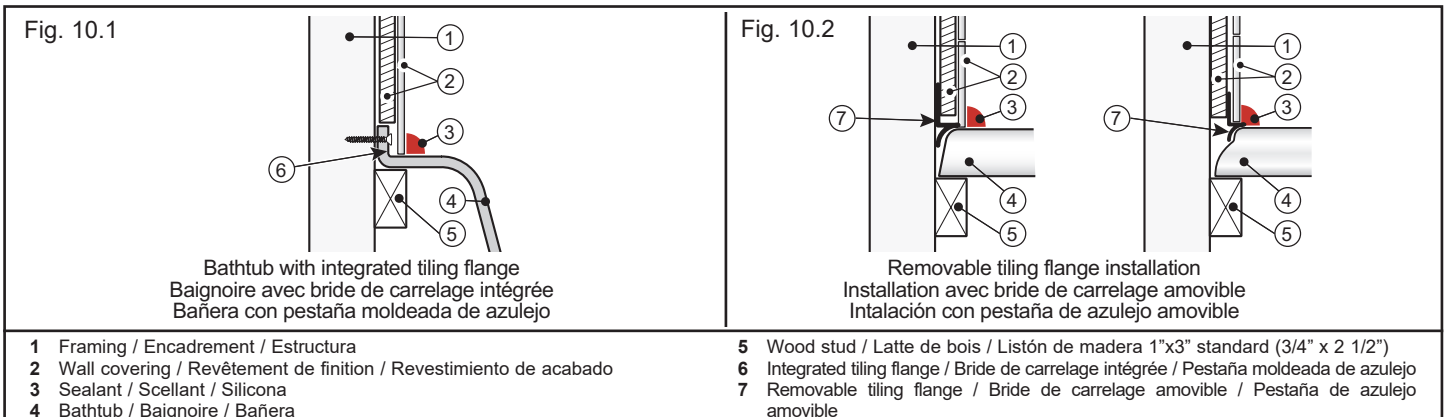 Fig. 10.1
1
2
3
6
4
5
Bathtub with integrated tiling flange
Baignoire avec bride de carrelage intégrée
Bañera con pestaña moldeada de azulejo
Fig. 10.2
1
2
7
3
4
5
1
2
7
3
4
5
Removable tiling flange installation
Installation avec bride de carrelage amovible
Intalación con pestaña de azulejo amovible
1 Framing / Encadrement / Estructura
2 Wall covering / Revêtement de finition / Revestimiento de acabado
3 Sealant / Scellant / Silicona
4 Bathtub / Baignoire / Bañera
5 Wood stud / Latte de bois / Listón de madera 1”x3” standard (3/4” x 2 1/2”)
6 Integrated tiling flange / Bride de carrelage intégrée / Pestaña moldeada de azulejo
7 Removable tiling flange / Bride de carrelage amovible / Pestaña de azulejo
amovible